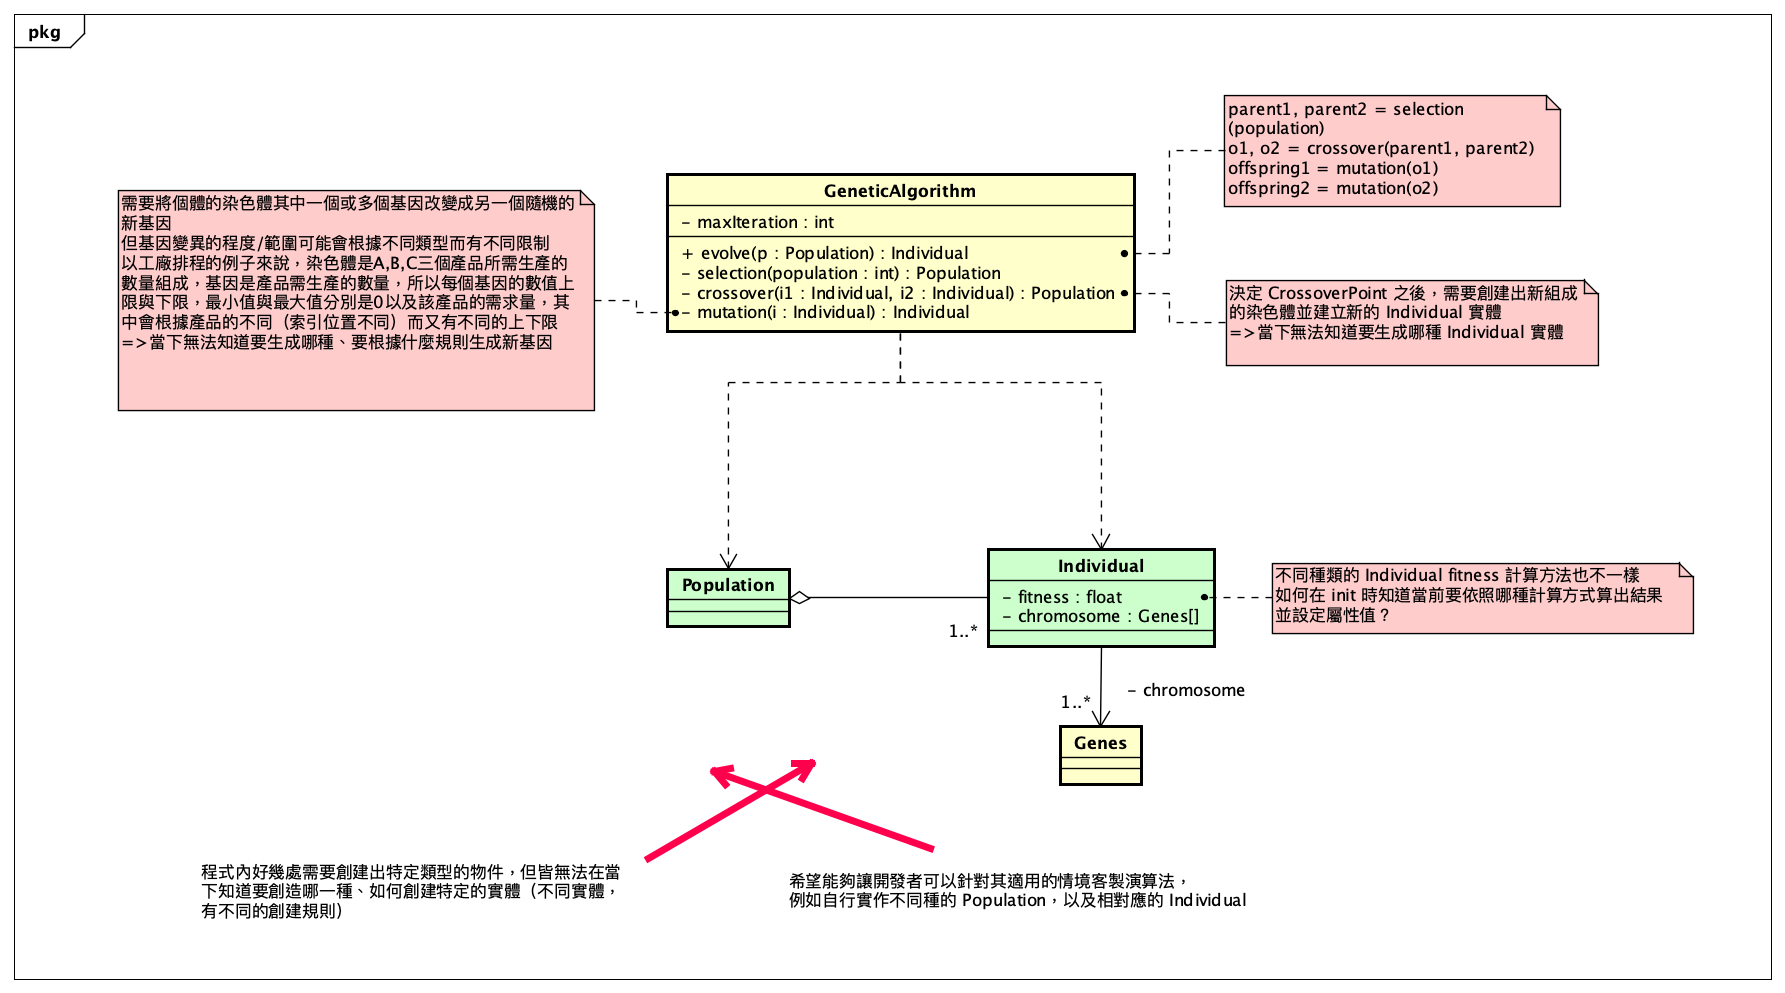 pkg
parent1, parent2 = selection
(population)
o1, o2 = crossover(parent1, parent2)
offspring1 = mutation(o1)
offspring2 = mutation(o2)
GeneticAlgorithm
- maxIteration : int
+ evolve(p : Population) : Individual
- selection(population : int) : Population
- crossover(i1 : Individual, i2 : Individual) : Population
- mutation(i : Individual) : Individual
需要將個體的染色體其中一個或多個基因改變成另一個隨機的
新基因
但基因變異的程度/範圍可能會根據不同類型而有不同限制
以工廠排程的例子來說，染色體是A,B,C三個產品所需生產的
數量組成，基因是產品需生產的數量，所以每個基因的數值上
限與下限，最小值與最大值分別是0以及該產品的需求量，其
中會根據產品的不同（索引位置不同）而又有不同的上下限
=>當下無法知道要生成哪種、要根據什麼規則生成新基因
決定 CrossoverPoint 之後，需要創建出新組成
的染色體並建立新的 Individual 實體
=>當下無法知道要生成哪種 Individual 實體
Population
Individual
- fitness : float
- chromosome : Genes[]
1..*
不同種類的 Individual fitness 計算方法也不一樣
如何在 init 時知道當前要依照哪種計算方式算出結果
並設定屬性值？
- chromosome
1..*
Genes
程式內好幾處需要創建出特定類型的物件，但皆無法在當
下知道要創造哪一種、如何創建特定的實體（不同實體，
有不同的創建規則）
希望能夠讓開發者可以針對其適用的情境客製演算法，
例如自行實作不同種的 Population，以及相對應的 Individual